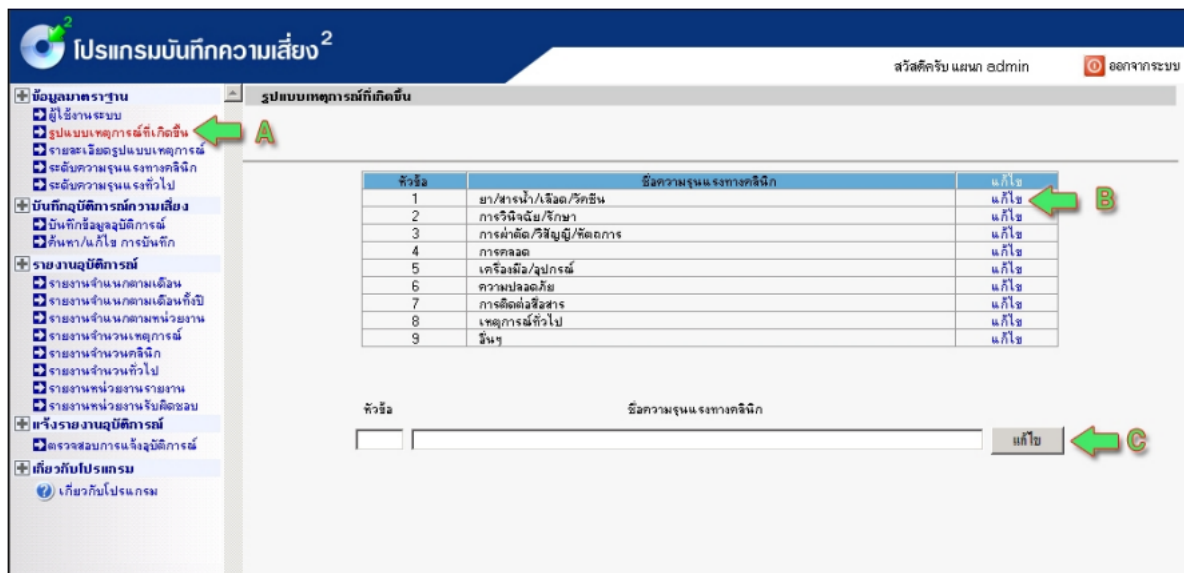 โปรแกรมบันทึกความเสี่ยง²
สวัสดีครับ แผนก admin
ออกจากระบบ
ข้อมูลมาตราฐาน
ผู้ใช้งานระบบ
รูปแบบเหตุการณ์ที่เกิดขึ้น
รายละเอียดรูปแบบเหตุการณ์
ระดับความรุนแรงทางคลินิก
ระดับความรุนแรงทั่วไป
บันทึกอุบัติการณ์ความเสี่ยง
บันทึกข้อมูลอุบัติการณ์
ค้นหา/แก้ไข การบันทึก
รายงานอุบัติการณ์
รายงานจำแนกตามเดือน
รายงานจำแนกตามเดือนทั้งปี
รายงานจำแนกตามหน่วยงาน
รายงานจำนวนเหตุการณ์
รายงานจำนวนคลินิก
รายงานจำนวนทั่วไป
รายงานหน่วยงานรายงาน
รายงานหน่วยงานรับผิดชอบ
แจ้งรายงานอุบัติการณ์
ตรวจสอบการแจ้งอุบัติการณ์
เกี่ยวกับโปรแกรม
เกี่ยวกับโปรแกรม
A
รูปแบบเหตุการณ์ที่เกิดขึ้น
หัวข้อ ชื่อความรุนแรงทางคลินิก แก้ไข
1 ยา/สารน้ำ/เลือด/วัคซีน แก้ไข
B
2 การวินิจฉัย/รักษา แก้ไข
3 การผ่าตัด/วิสัญญี/หัตถการ แก้ไข
4 การคลอด แก้ไข
5 เครื่องมือ/อุปกรณ์ แก้ไข
6 ความปลอดภัย แก้ไข
7 การติดต่อสื่อสาร แก้ไข
8 เหตุการณ์ทั่วไป แก้ไข
9 อื่นๆ แก้ไข
หัวข้อ ชื่อความรุนแรงทางคลินิก
แก้ไข
C